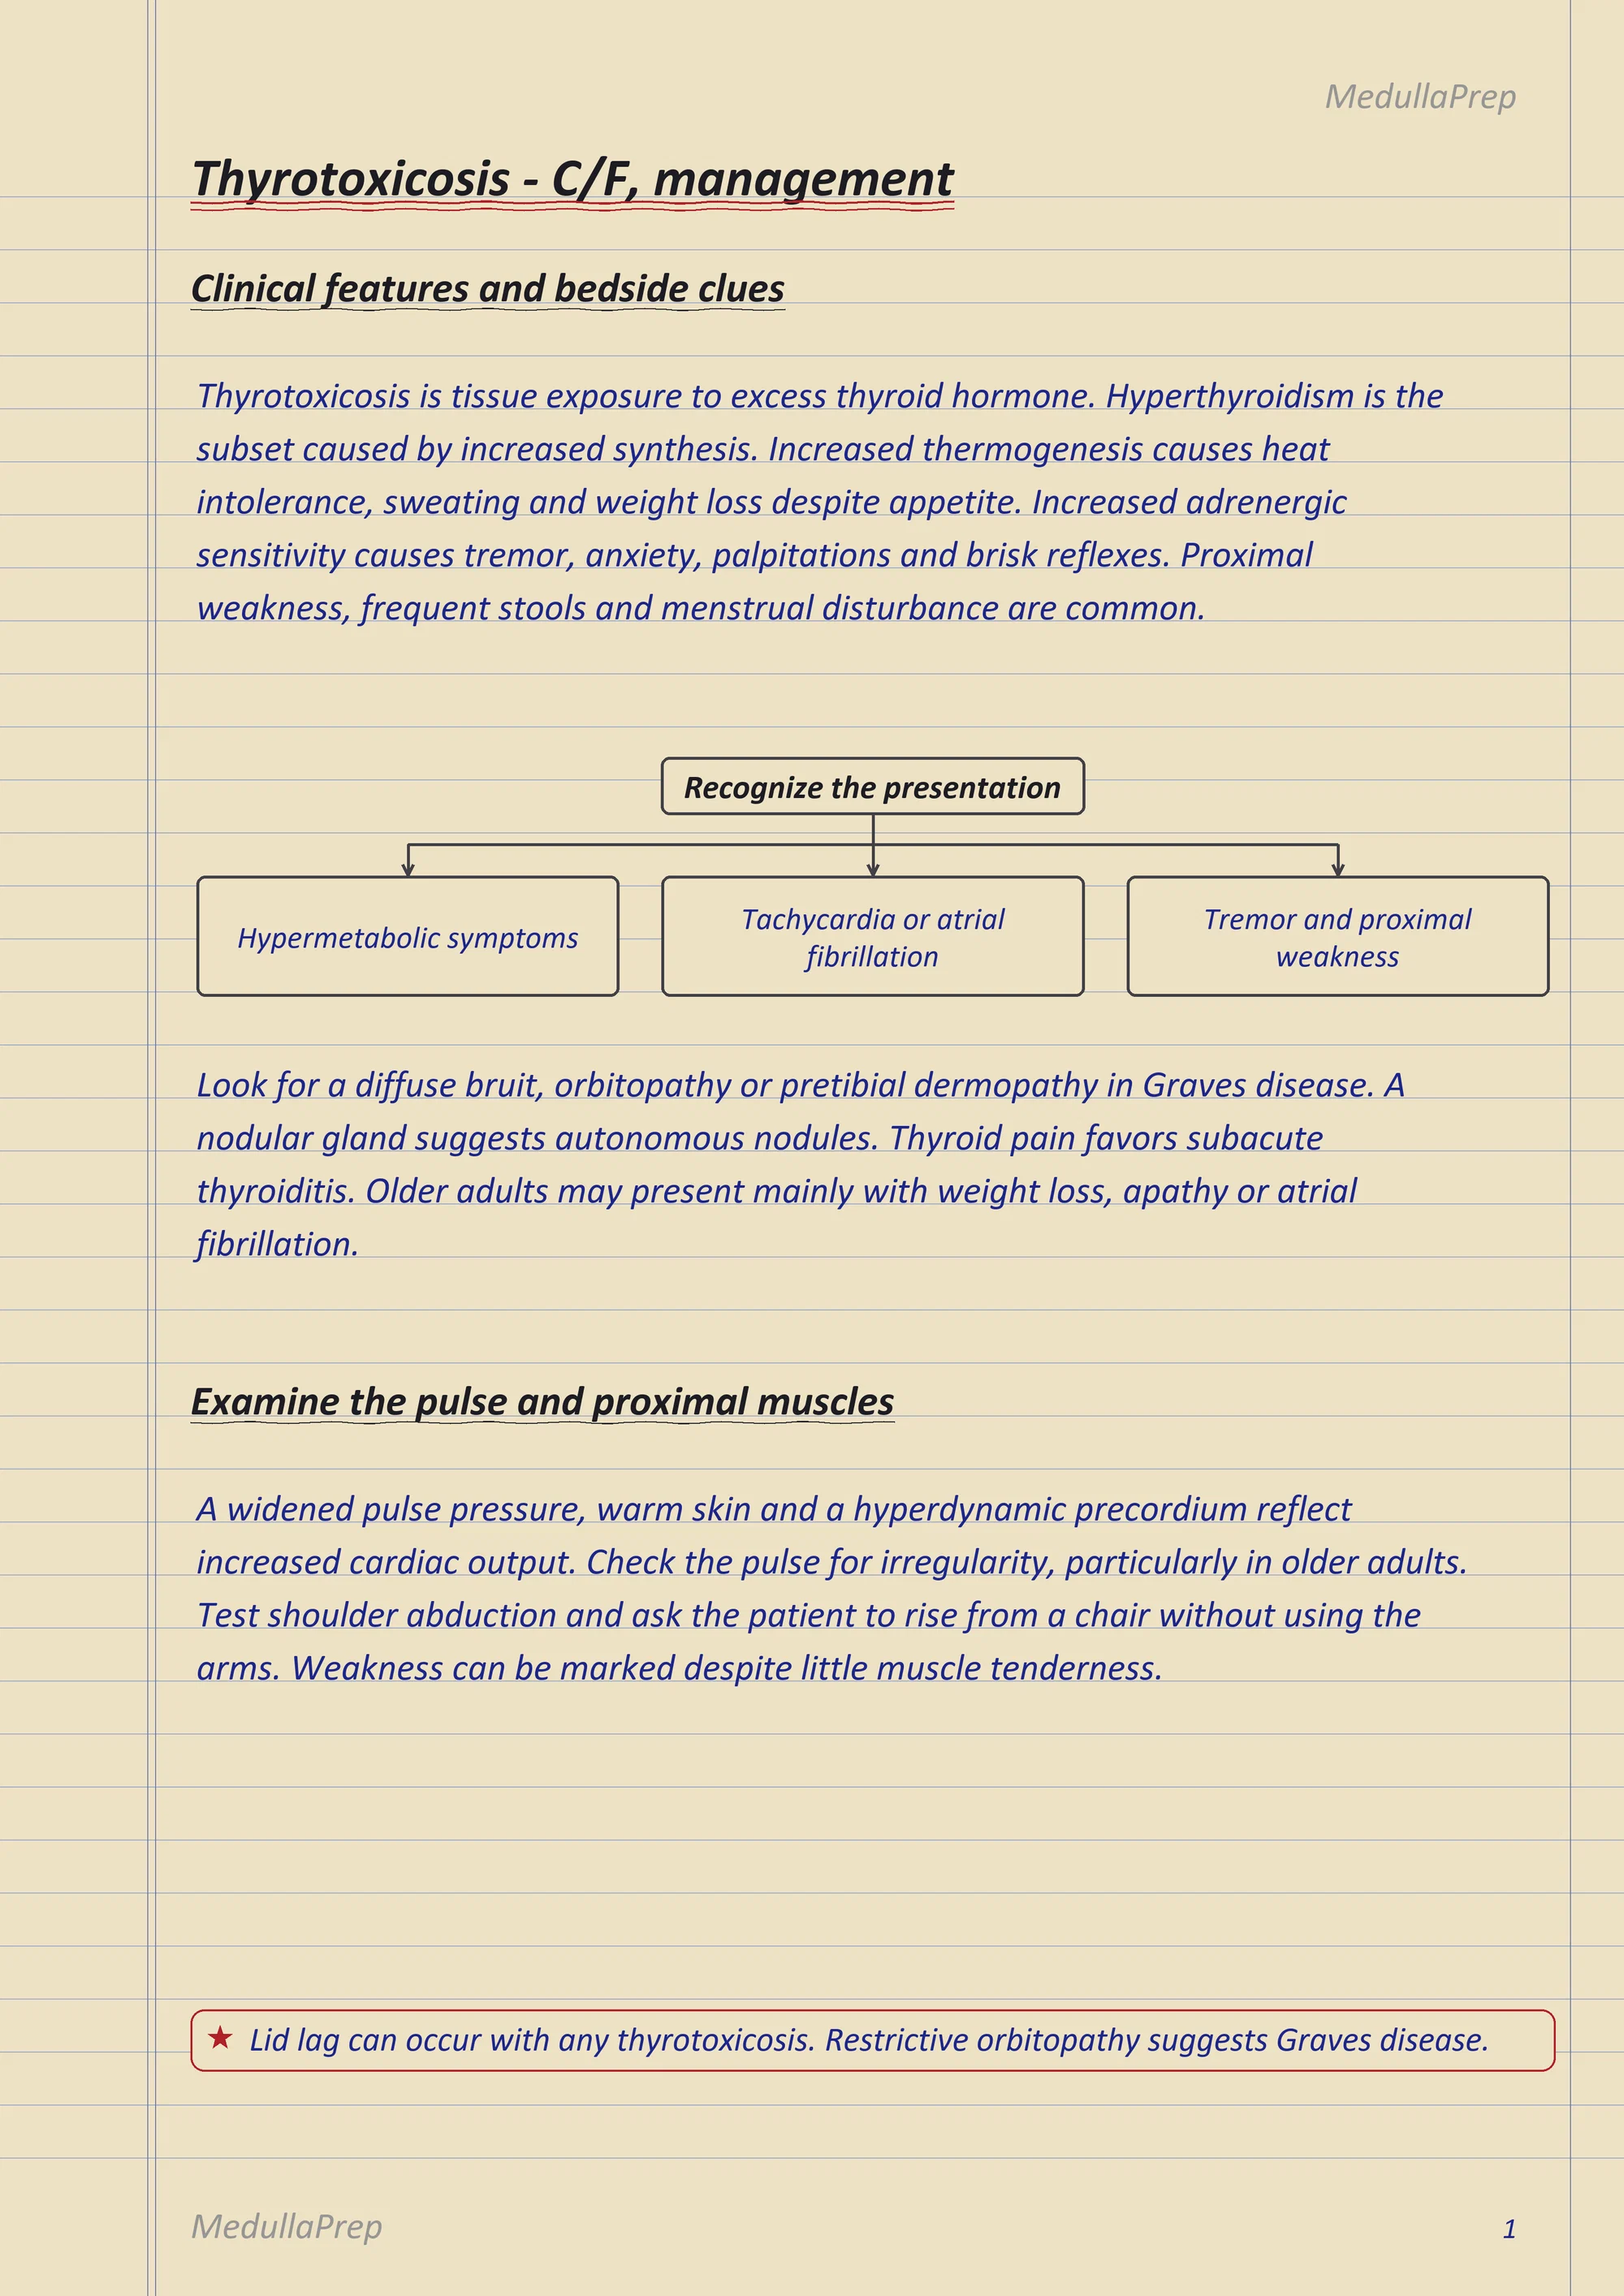 MedullaPrep
Thyrotoxicosis - C/F, management
Clinical features and bedside clues
Thyrotoxicosis is tissue exposure to excess thyroid hormone. Hyperthyroidism is the
subset caused by increased synthesis. Increased thermogenesis causes heat
intolerance, sweating and weight loss despite appetite. Increased adrenergic
sensitivity causes tremor, anxiety, palpitations and brisk reflexes. Proximal
weakness, frequent stools and menstrual disturbance are common.
Recognize the presentation
Hypermetabolic symptoms
Tachycardia or atrial
fibrillation
Tremor and proximal
weakness
Look for a diffuse bruit, orbitopathy or pretibial dermopathy in Graves disease. A
nodular gland suggests autonomous nodules. Thyroid pain favors subacute
thyroiditis. Older adults may present mainly with weight loss, apathy or atrial
fibrillation.
Examine the pulse and proximal muscles
A widened pulse pressure, warm skin and a hyperdynamic precordium reflect
increased cardiac output. Check the pulse for irregularity, particularly in older adults.
Test shoulder abduction and ask the patient to rise from a chair without using the
arms. Weakness can be marked despite little muscle tenderness.
★ Lid lag can occur with any thyrotoxicosis. Restrictive orbitopathy suggests Graves disease.
MedullaPrep
1